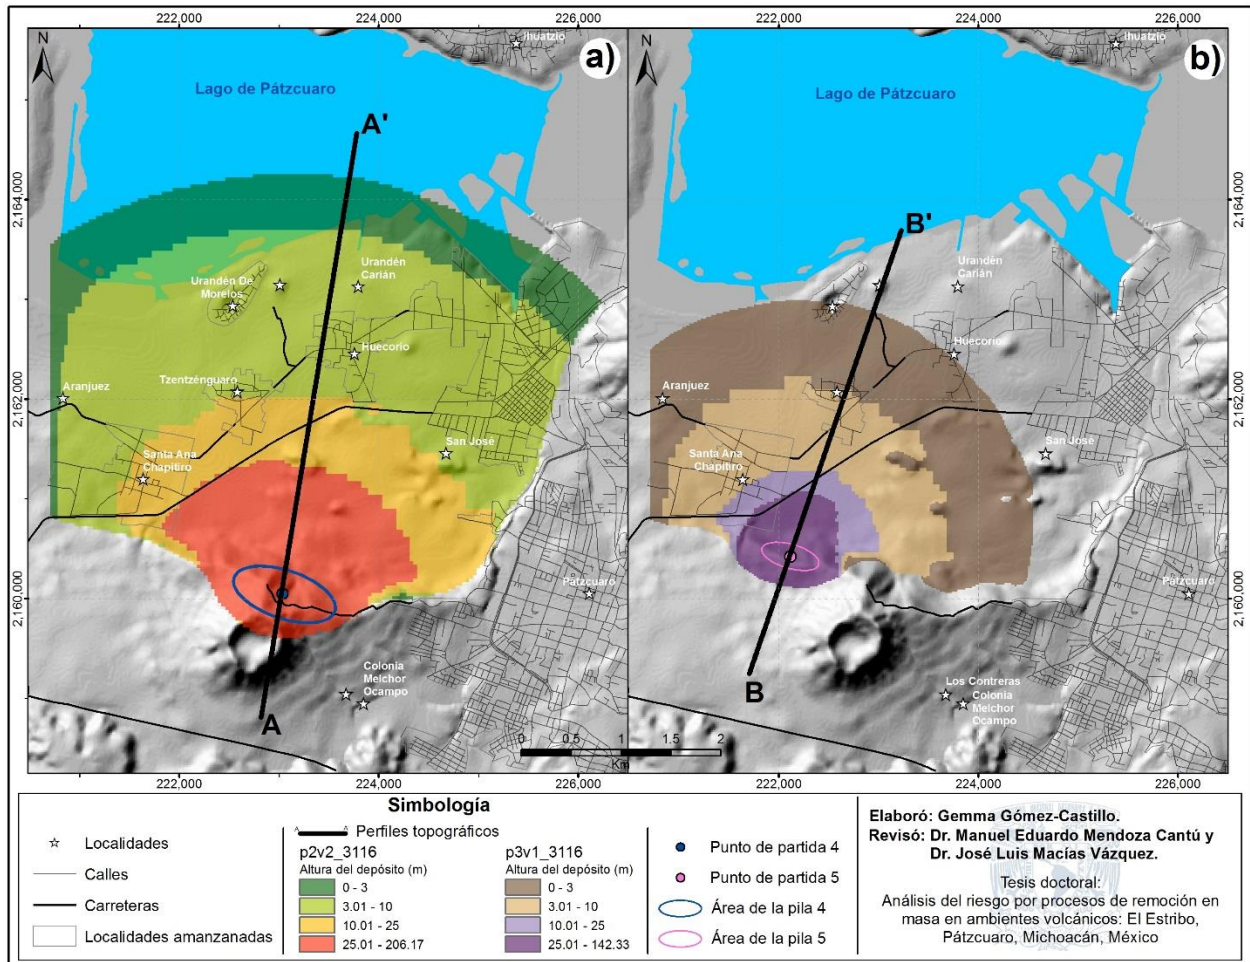 222,000
224,000
226,000
222,000
224,000
226,000
N
Ihuatzio
a)
Lago de Pátzcuaro
A'
2,164,000
Urandén De
Morelos
Urandén
Carián
Huecorio
Tzentzénguaro
Aranjuez
2,162,000
San José
Santa Ana
Chapitiro
Pátzcuaro
2,160,000
Colonia
Melchor
Ocampo
A
0
0.5
1
1.5
2
Km
N
Ihuatzio
b)
Lago de Pátzcuaro
B'
2,164,000
Urandén
Carián
Huecorio
Aranjuez
2,162,000
San José
Santa Ana
Chapítiro
Pátzcuaro
2,160,000
B
Los Contreras
Colonia
Melchor
Ocampo
222,000
224,000
226,000
222,000
224,000
226,000
Simbología
Localidades
Calles
Carreteras
Localidades amanzanadas
Perfiles topográficos
p2v2_3116
Altura del depósito (m)
0 - 3
3.01 - 10
10.01 - 25
25.01 - 206.17
p3v1_3116
Altura del depósito (m)
0 - 3
3.01 - 10
10.01 - 25
25.01 - 142.33
Punto de partida 4
Punto de partida 5
Área de la pila 4
Área de la pila 5
Elaboró: Gemma Gómez-Castillo.
Revisó: Dr. Manuel Eduardo Mendoza Cantú y
Dr. José Luis Macías Vázquez.
Tesis doctoral:
Análisis del riesgo por procesos de remoción en
masa en ambientes volcánicos: El Estribo,
Pátzcuaro, Michoacán, México